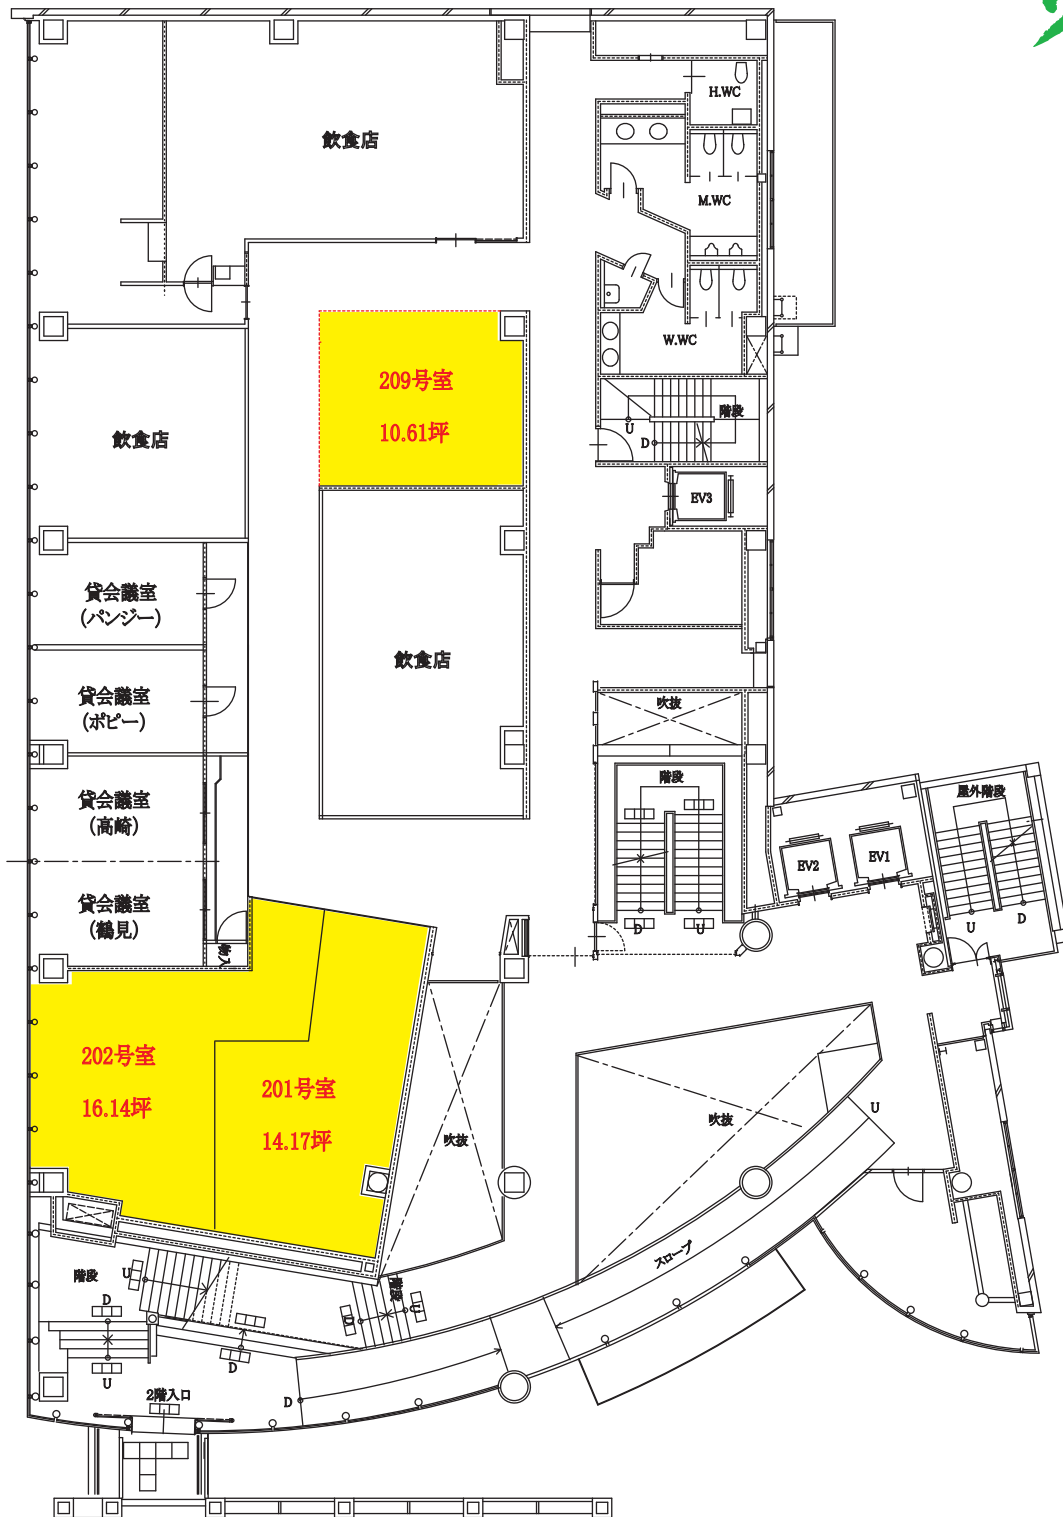 H.WC
飲食店
M.WC
W.WC
209号室
10.61坪
階段
U
D
飲食店
EV3
貸会議室
(パンジー)
飲食店
貸会議室
(ポピー)
吹抜
階段
屋外階段
貸会議室
(高崎)
EV2
EV1
貸会議室
(鶴見)
D
U
U
D
物入
202号室
16.14坪
201号室
14.17坪
吹抜
吹抜
U
スロープ
階段
U
階段
U
D
D
D
U
D
2階入口